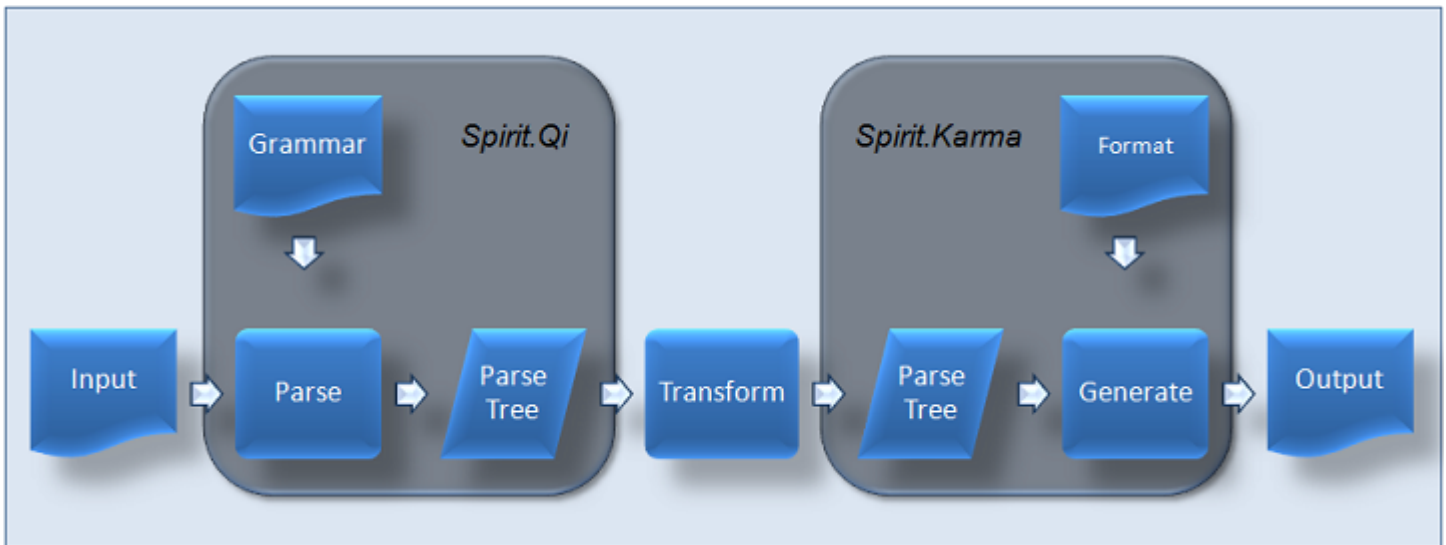 Grammar
Spirit.Qi
Spirit.Karma
Format
Input
Parse
Parse
Tree
Transform
Parse
Tree
Generate
Output